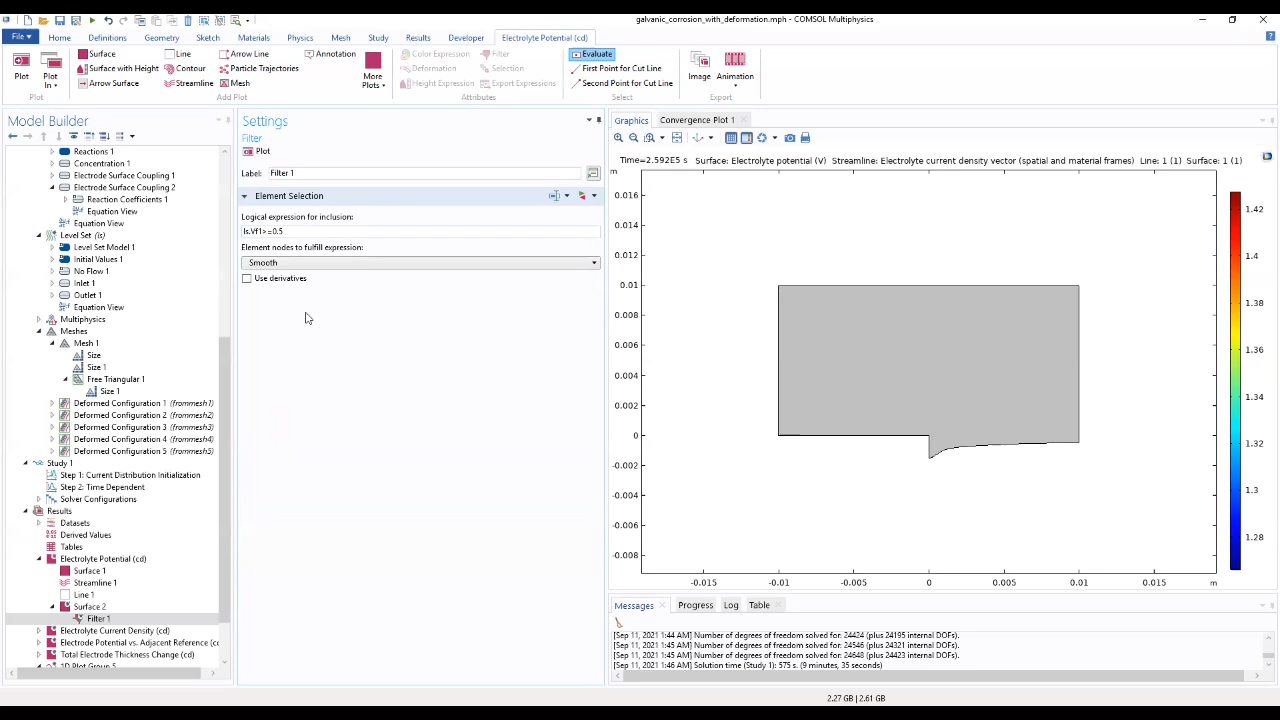 galvanic_corrosion_with_deformation.mph - COMSOL Multiphysics
File Home Definitions Geometry Sketch Materials Physics Mesh Study Results Developer Electrolyte Potential (cd)
Surface Line Arrow Line Annotation Color Expression Filter Evaluate
Surface with Height Contour Particle Trajectories Deformation Selection First Point for Cut Line
Arrow Surface Streamline Mesh Height Expression Export Expressions Second Point for Cut Line
Plot Plot In More Plots Image Animation
Plot Add Plot Attributes Select Export
Model Builder
Reactions 1
Concentration 1
Electrode Surface Coupling 1
Electrode Surface Coupling 2
Reaction Coefficients 1
Equation View
Equation View
Level Set (ls)
Level Set Model 1
Initial Values 1
No Flow 1
Inlet 1
Outlet 1
Equation View
Multiphysics
Meshes
Mesh 1
Size
Size 1
Free Triangular 1
Size 1
Deformed Configuration 1 (frommesh1)
Deformed Configuration 2 (frommesh2)
Deformed Configuration 3 (frommesh3)
Deformed Configuration 4 (frommesh4)
Deformed Configuration 5 (frommesh5)
Study 1
Step 1: Current Distribution Initialization
Step 2: Time Dependent
Solver Configurations
Results
Datasets
Derived Values
Tables
Electrolyte Potential (cd)
Surface 1
Streamline 1
Line 1
Surface 2
Filter 1
Electrolyte Current Density (cd)
Electrode Potential vs. Adjacent Reference (cd
Total Electrode Thickness Change (cd)
1D Plot Group 5
Settings
Filter
Plot
Label: Filter 1
Element Selection
Logical expression for inclusion:
ls.Vf1>=0.5
Element nodes to fulfill expression:
Smooth
Use derivatives
Graphics Convergence Plot 1
Time=2.592E5 s Surface: Electrolyte potential (V) Streamline: Electrolyte current density vector (spatial and material frames) Line: 1 (1) Surface: 1 (1)
m
0.016
0.014
0.012
0.01
0.008
0.006
0.004
0.002
0
-0.002
-0.004
-0.006
-0.008
-0.015 -0.01 -0.005 0 0.005 0.01 0.015 m
1.42
1.4
1.38
1.36
1.34
1.32
1.3
1.28
Messages Progress Log Table
[Sep 11, 2021 1:44 AM] Number of degrees of freedom solved for: 24424 (plus 24195 internal DOFs).
[Sep 11, 2021 1:45 AM] Number of degrees of freedom solved for: 24546 (plus 24321 internal DOFs).
[Sep 11, 2021 1:45 AM] Number of degrees of freedom solved for: 24648 (plus 24423 internal DOFs).
[Sep 11, 2021 1:46 AM] Solution time (Study 1): 575 s. (9 minutes, 35 seconds)
2.27 GB | 2.61 GB